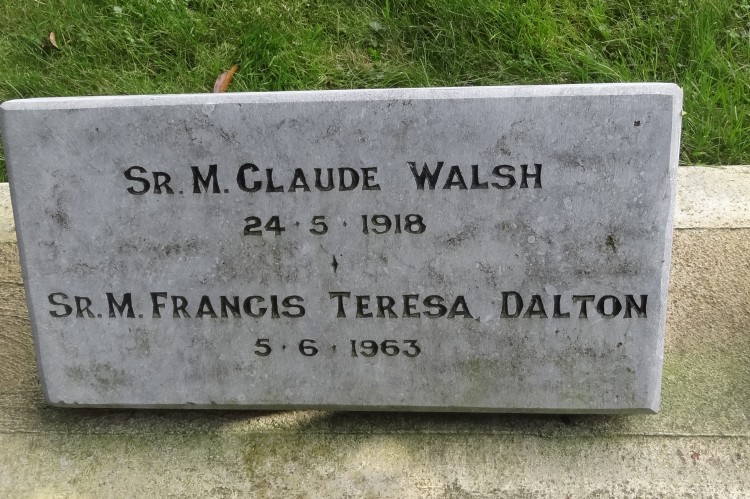 SR. M. CLAUDE WALSH
24 · 5 · 1918
SR. M. FRANCIS TERESA DALTON
5 · 6 · 1963